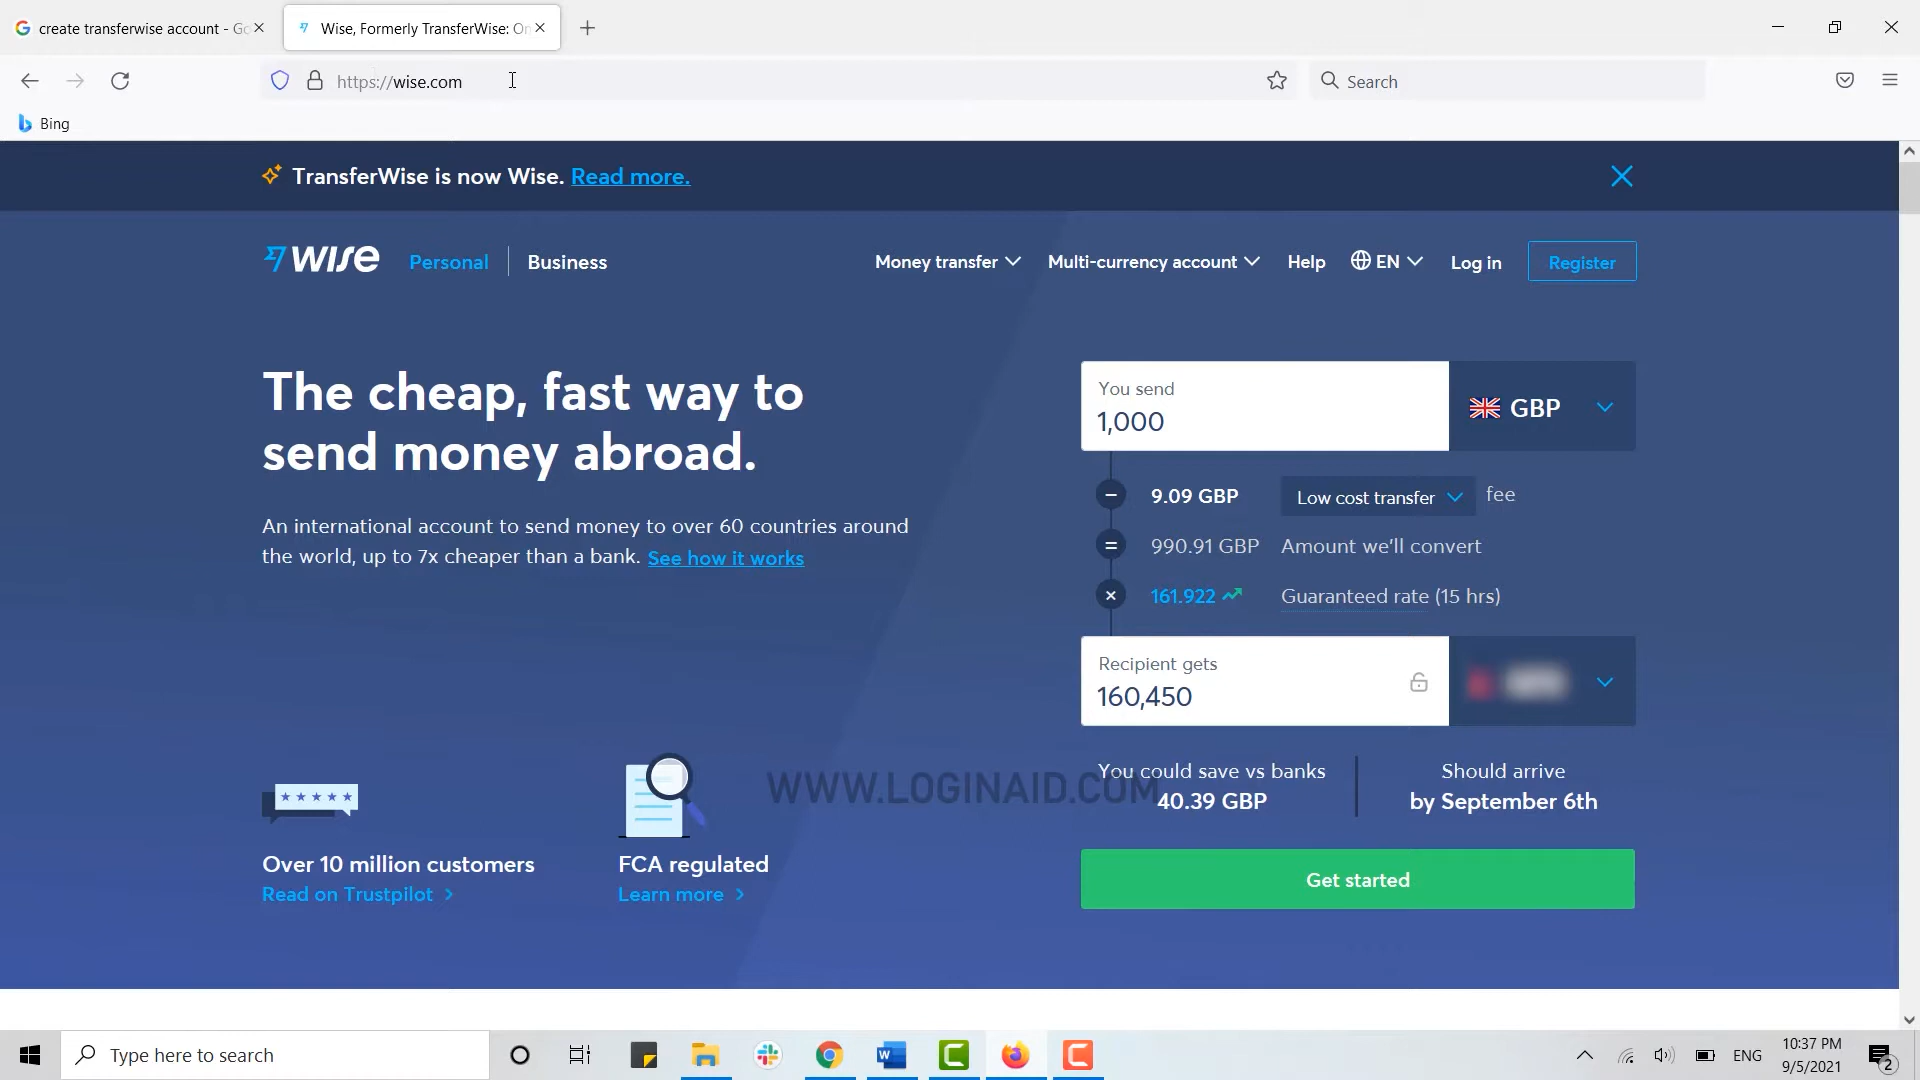 create transferwise account - Go
Wise, Formerly TransferWise: On
https://wise.com
Search
Bing
TransferWise is now Wise. Read more.
WISE
Personal
Business
Money transfer
Multi-currency account
Help
EN
Log in
Register
The cheap, fast way to
send money abroad.
An international account to send money to over 60 countries around
the world, up to 7x cheaper than a bank. See how it works
You send
1,000
GBP
9.09 GBP
Low cost transfer
fee
990.91 GBP
Amount we'll convert
161.922
Guaranteed rate (15 hrs)
Recipient gets
160,450
You could save vs banks
40.39 GBP
Should arrive
by September 6th
WWW.LOGINAID.COM
Over 10 million customers
Read on Trustpilot
FCA regulated
Learn more
Get started
Type here to search
ENG
10:37 PM
9/5/2021
2